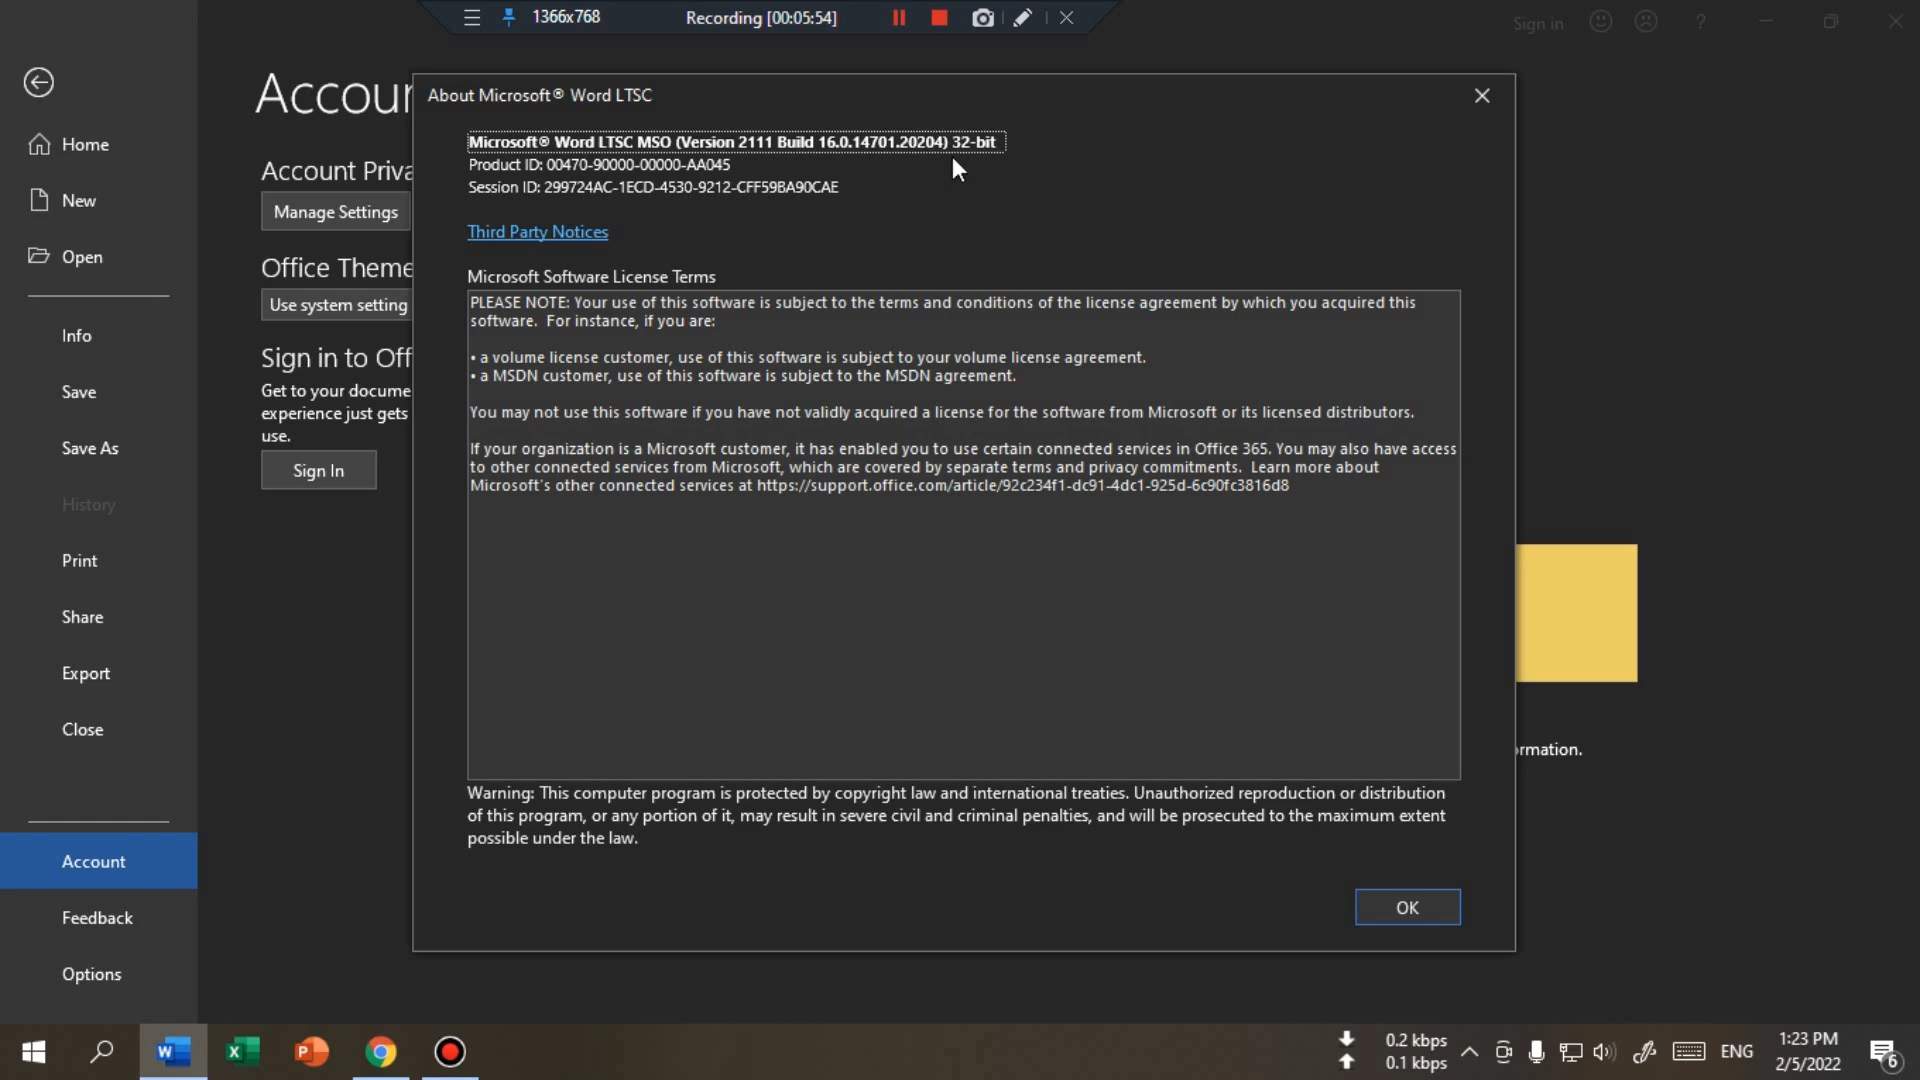 1366x768
Recording [00:05:54]
Sign in
?
Accour
Home
New
Open
Info
Save
Save As
History
Print
Share
Export
Close
Account
Feedback
Options
Account Priva
Manage Settings
Office Theme
Use system setting
Sign in to Off
Get to your docume
experience just gets
use.
Sign In
About Microsoft® Word LTSC
Microsoft® Word LTSC MSO (Version 2111 Build 16.0.14701.20204) 32-bit
Product ID: 00470-90000-00000-AA045
Session ID: 299724AC-1ECD-4530-9212-CFF59BA90CAE
Third Party Notices
Microsoft Software License Terms
PLEASE NOTE: Your use of this software is subject to the terms and conditions of the license agreement by which you acquired this
software.  For instance, if you are:
• a volume license customer, use of this software is subject to your volume license agreement.
• a MSDN customer, use of this software is subject to the MSDN agreement.
You may not use this software if you have not validly acquired a license for the software from Microsoft or its licensed distributors.
If your organization is a Microsoft customer, it has enabled you to use certain connected services in Office 365. You may also have access
to other connected services from Microsoft, which are covered by separate terms and privacy commitments.  Learn more about
Microsoft's other connected services at https://support.office.com/article/92c234f1-dc91-4dc1-925d-6c90fc3816d8
Warning: This computer program is protected by copyright law and international treaties. Unauthorized reproduction or distribution
of this program, or any portion of it, may result in severe civil and criminal penalties, and will be prosecuted to the maximum extent
possible under the law.
OK
rmation.
W
X
P
0.2 kbps
0.1 kbps
ENG
1:23 PM
2/5/2022
6